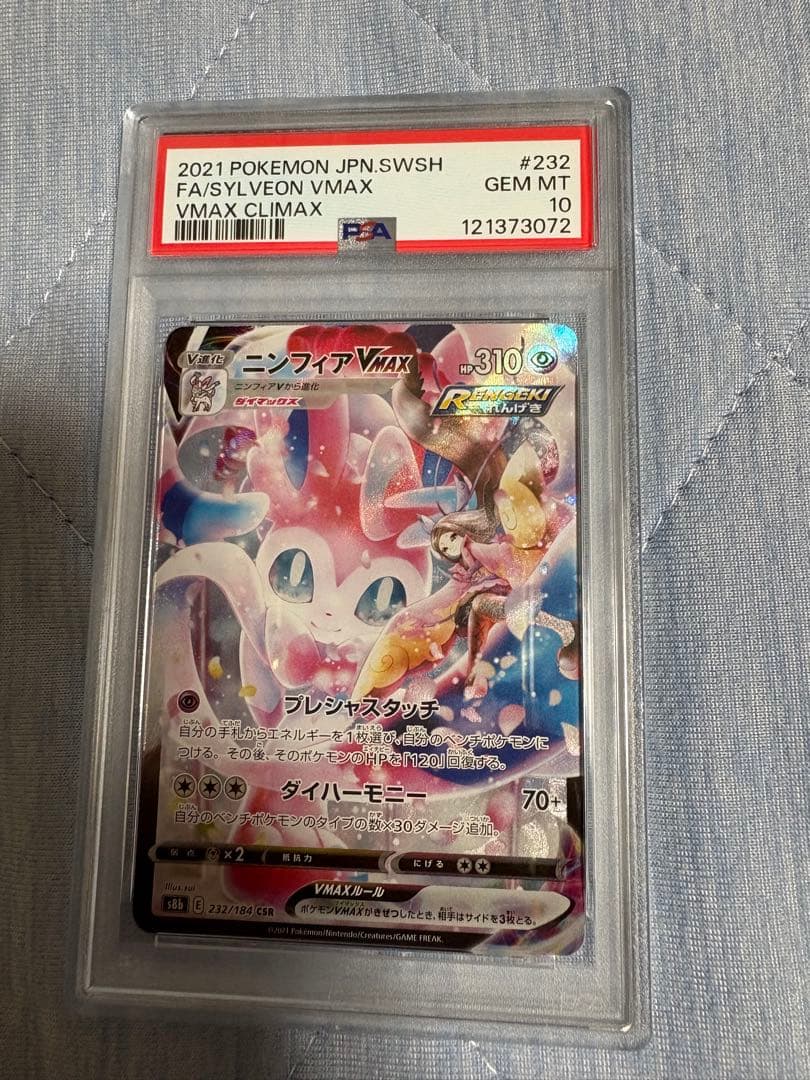 2021 POKEMON JPN.SWSH #232
FA/SYLVEON VMAX GEM MT
VMAX CLIMAX 10
PSA 121373072
V進化 ニンフィアVMAX HP310
ニンフィアVから進化
ダイマックス
RENGEKI
れんげき
プレシャスタッチ
自分の手札からエネルギーを1枚選び、自分のベンチポケモンに
つける。その後、そのポケモンのHPを「120」回復する。
ダイハーモニー 70+
自分のベンチポケモンのタイプの数×30ダメージ追加。
弱点 ×2 抵抗力 にげる
Illus.sui
VMAXルール
ポケモンVMAXがきぜつしたとき、相手はサイドを3枚とる。
s8b E 232/184 CSR
©2021 Pokémon/Nintendo/Creatures/GAME FREAK.